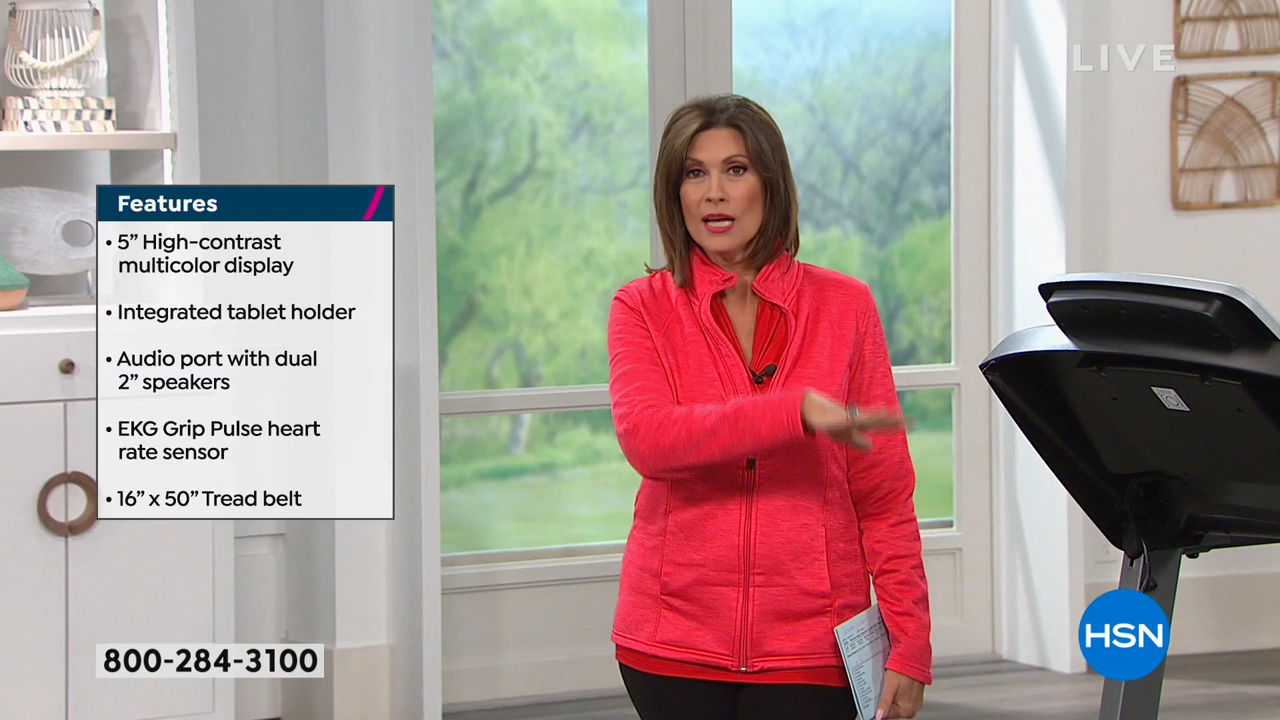 LIVE
Features
• 5” High-contrast
multicolor display
• Integrated tablet holder
• Audio port with dual
2” speakers
• EKG Grip Pulse heart
rate sensor
• 16” x 50” Tread belt
800-284-3100
HSN